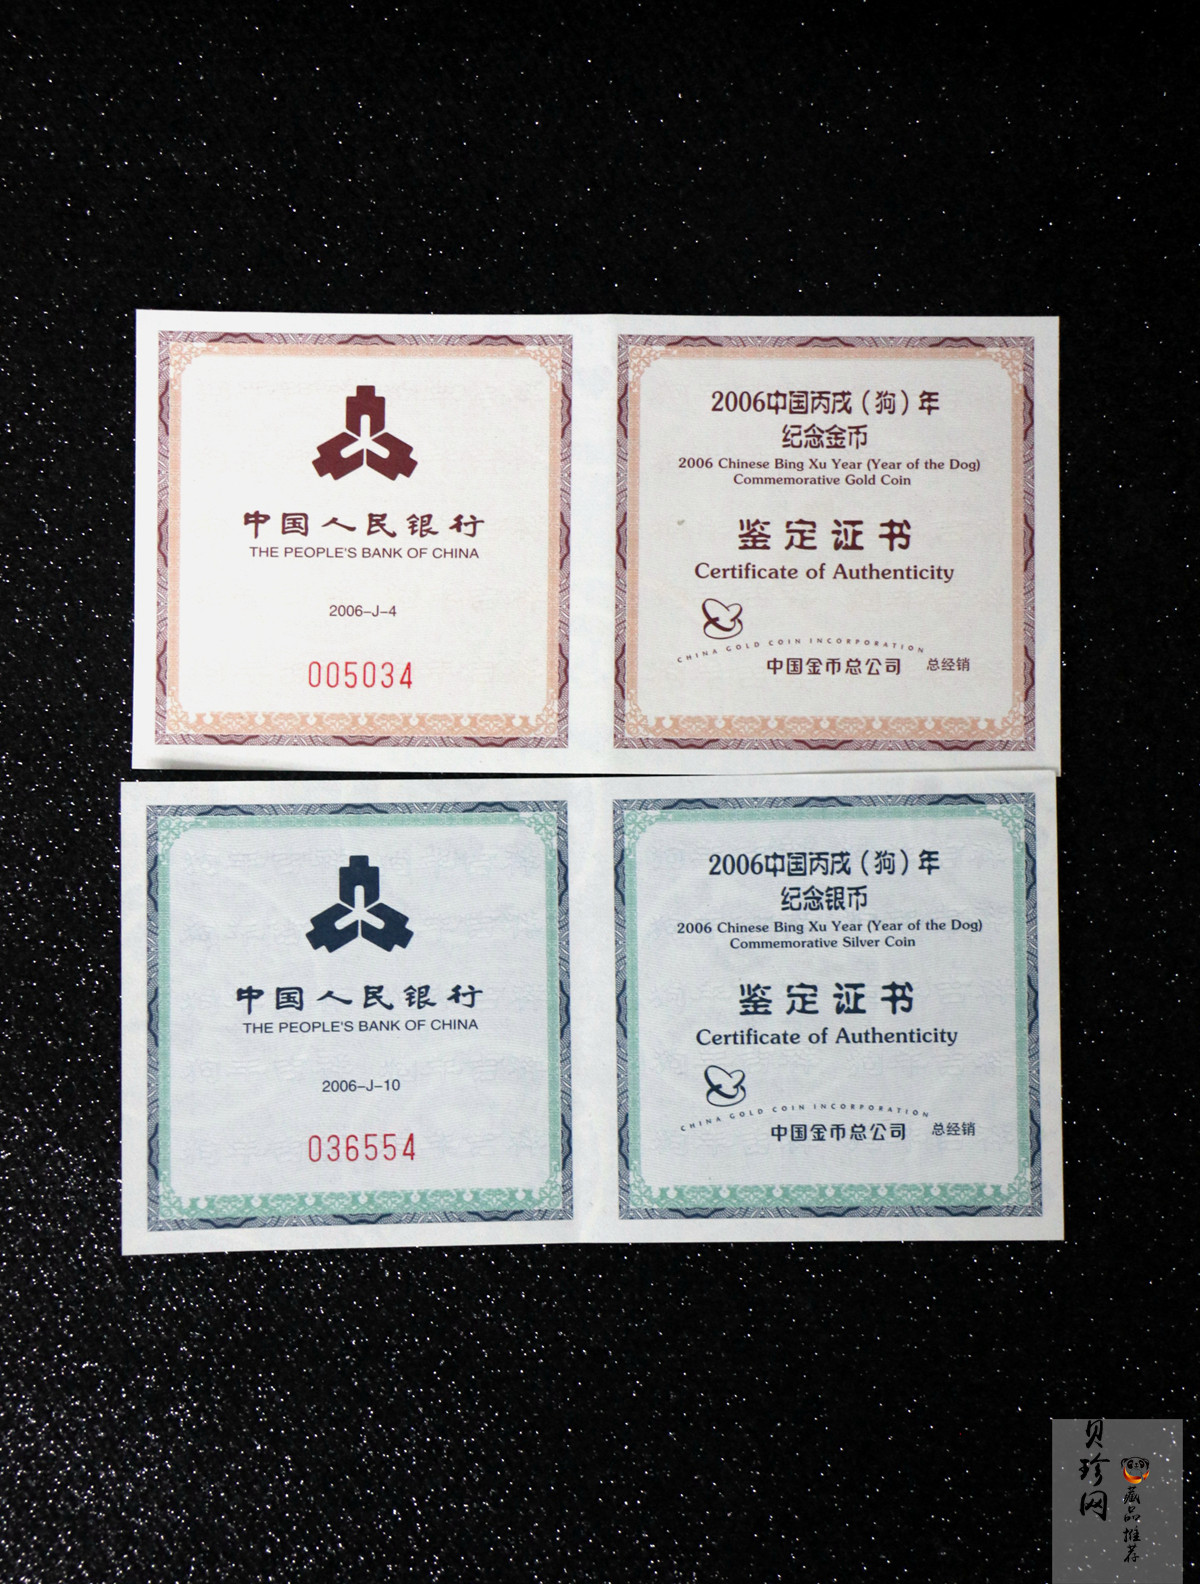 中国人民银行
THE PEOPLE'S BANK OF CHINA
2006-J-4
005034
2006中国丙戌（狗）年
纪念金币
2006 Chinese Bing Xu Year (Year of the Dog)
Commemorative Gold Coin
鉴定证书
Certificate of Authenticity
CHINA GOLD COIN INCORPORATION
中国金币总公司 总经销
中国人民银行
THE PEOPLE'S BANK OF CHINA
2006-J-10
036554
2006中国丙戌（狗）年
纪念银币
2006 Chinese Bing Xu Year (Year of the Dog)
Commemorative Silver Coin
鉴定证书
Certificate of Authenticity
CHINA GOLD COIN INCORPORATION
中国金币总公司 总经销
贝珍网
藏品推荐